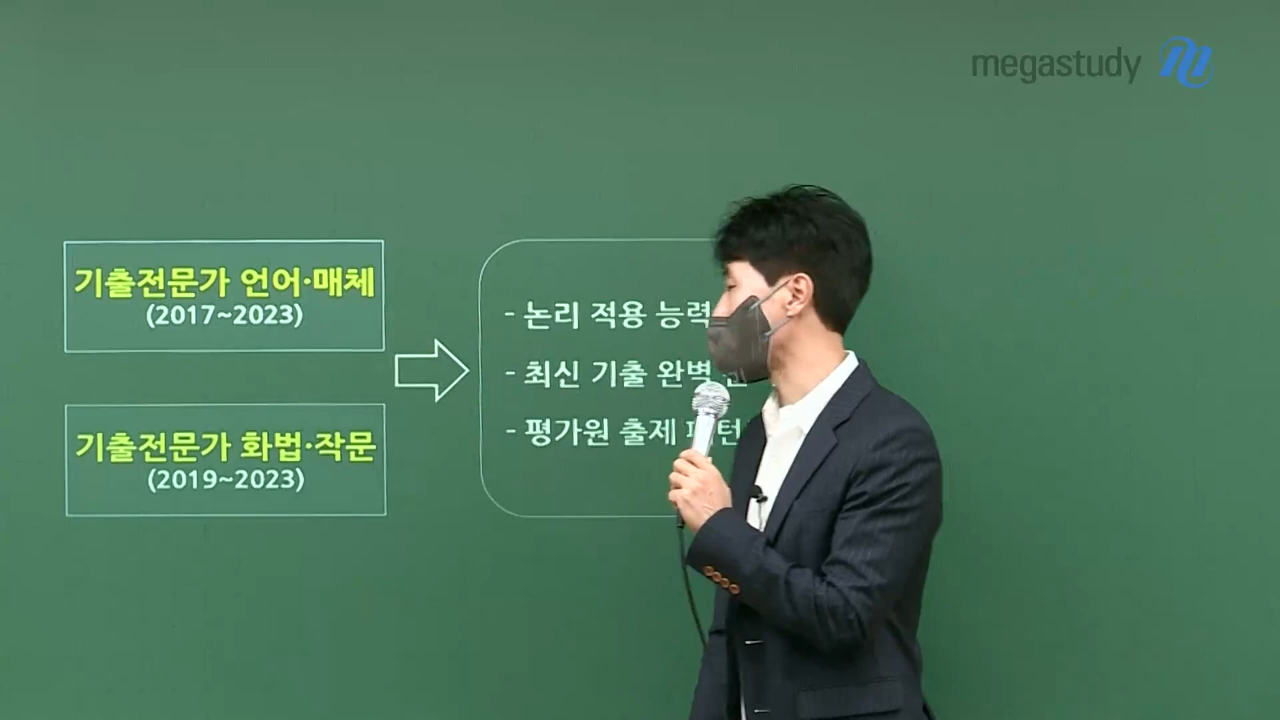 megastudy
기출전문가 언어·매체
(2017~2023)
기출전문가 화법·작문
(2019~2023)
- 논리 적용 능력
- 최신 기출 완벽
- 평가원 출제